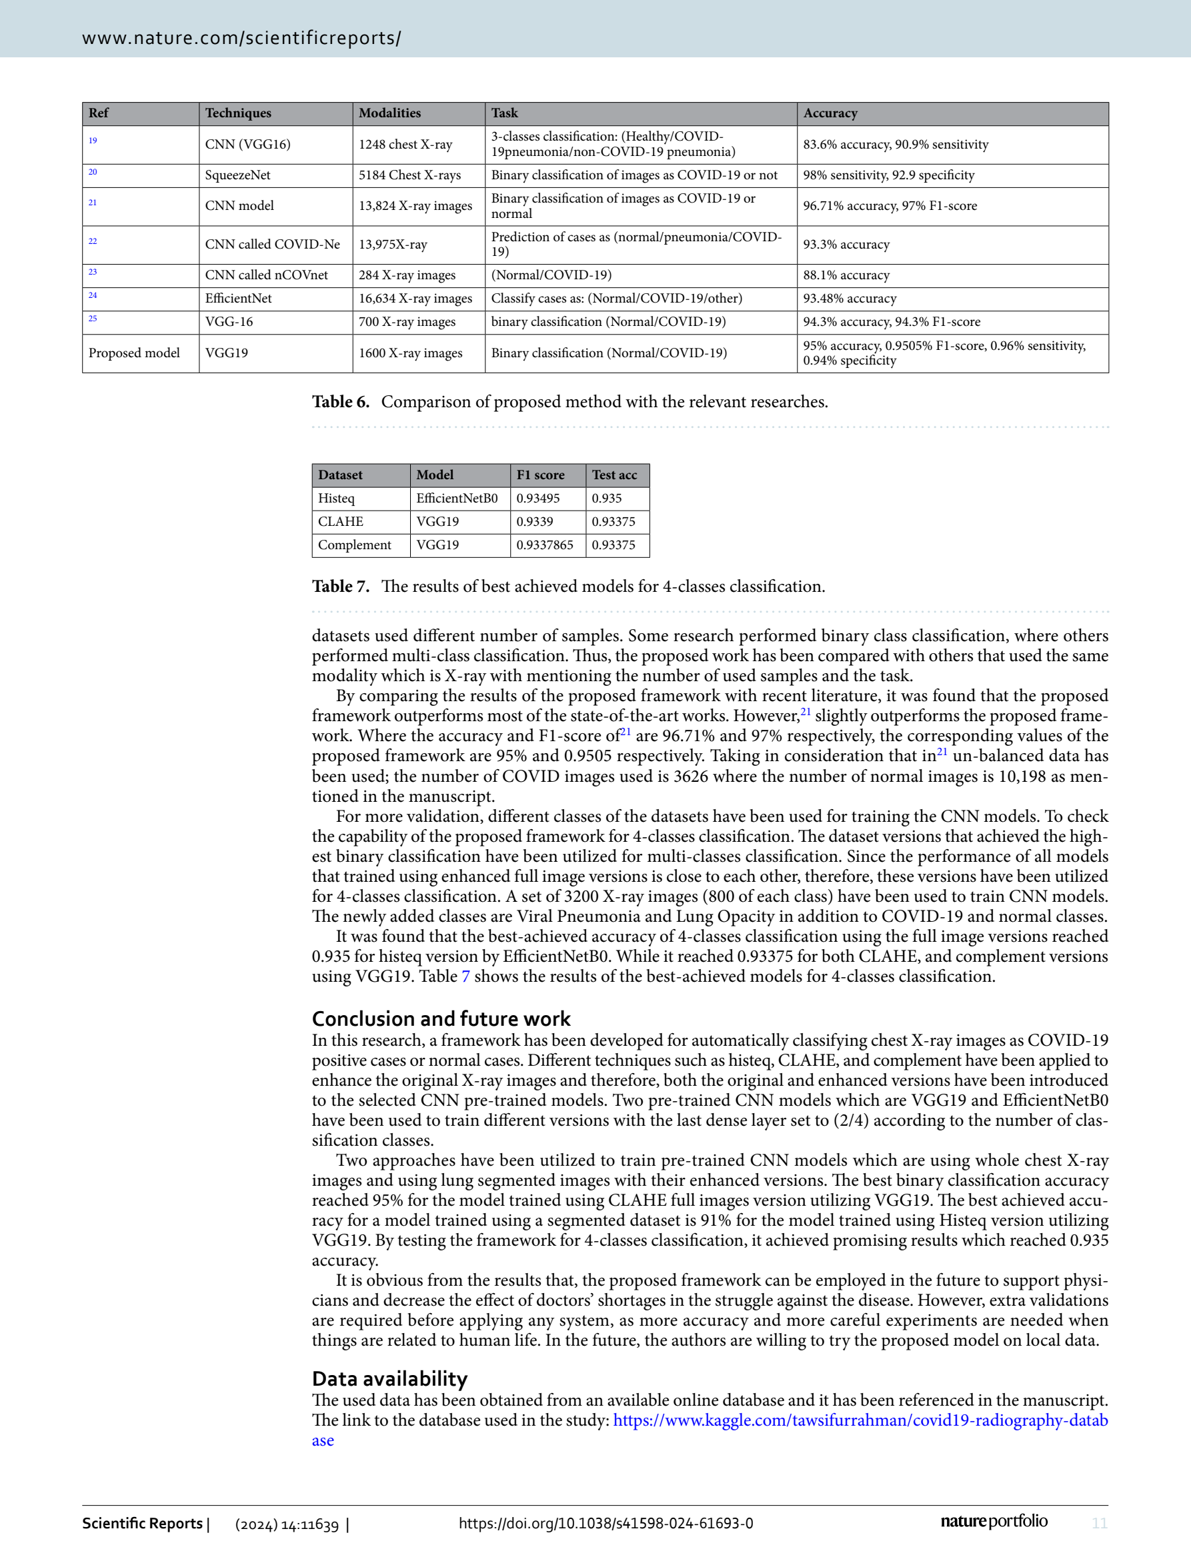 www.nature.com/scientificreports/
Ref Techniques Modalities Task Accuracy
19 CNN (VGG16) 1248 chest X-ray 3-classes classification: (Healthy/COVID-
19pneumonia/non-COVID-19 pneumonia) 83.6% accuracy, 90.9% sensitivity
20 SqueezeNet 5184 Chest X-rays Binary classification of images as COVID-19 or not 98% sensitivity, 92.9 specificity
21 CNN model 13,824 X-ray images Binary classification of images as COVID-19 or
normal 96.71% accuracy, 97% F1-score
22 CNN called COVID-Ne 13,975X-ray Prediction of cases as (normal/pneumonia/COVID-
19) 93.3% accuracy
23 CNN called nCOVnet 284 X-ray images (Normal/COVID-19) 88.1% accuracy
24 EfficientNet 16,634 X-ray images Classify cases as: (Normal/COVID-19/other) 93.48% accuracy
25 VGG-16 700 X-ray images binary classification (Normal/COVID-19) 94.3% accuracy, 94.3% F1-score
Proposed model VGG19 1600 X-ray images Binary classification (Normal/COVID-19) 95% accuracy, 0.9505% F1-score, 0.96% sensitivity,
0.94% specificity
Table 6. Comparison of proposed method with the relevant researches.
Dataset Model F1 score Test acc
Histeq EfficientNetB0 0.93495 0.935
CLAHE VGG19 0.9339 0.93375
Complement VGG19 0.9337865 0.93375
Table 7. The results of best achieved models for 4-classes classification.
datasets used different number of samples. Some research performed binary class classification, where others
performed multi-class classification. Thus, the proposed work has been compared with others that used the same
modality which is X-ray with mentioning the number of used samples and the task.
By comparing the results of the proposed framework with recent literature, it was found that the proposed
framework outperforms most of the state-of-the-art works. However,21 slightly outperforms the proposed frame-
work. Where the accuracy and F1-score of21 are 96.71% and 97% respectively, the corresponding values of the
proposed framework are 95% and 0.9505 respectively. Taking in consideration that in21 un-balanced data has
been used; the number of COVID images used is 3626 where the number of normal images is 10,198 as men-
tioned in the manuscript.
For more validation, different classes of the datasets have been used for training the CNN models. To check
the capability of the proposed framework for 4-classes classification. The dataset versions that achieved the high-
est binary classification have been utilized for multi-classes classification. Since the performance of all models
that trained using enhanced full image versions is close to each other, therefore, these versions have been utilized
for 4-classes classification. A set of 3200 X-ray images (800 of each class) have been used to train CNN models.
The newly added classes are Viral Pneumonia and Lung Opacity in addition to COVID-19 and normal classes.
It was found that the best-achieved accuracy of 4-classes classification using the full image versions reached
0.935 for histeq version by EfficientNetB0. While it reached 0.93375 for both CLAHE, and complement versions
using VGG19. Table 7 shows the results of the best-achieved models for 4-classes classification.
Conclusion and future work
In this research, a framework has been developed for automatically classifying chest X-ray images as COVID-19
positive cases or normal cases. Different techniques such as histeq, CLAHE, and complement have been applied to
enhance the original X-ray images and therefore, both the original and enhanced versions have been introduced
to the selected CNN pre-trained models. Two pre-trained CNN models which are VGG19 and EfficientNetB0
have been used to train different versions with the last dense layer set to (2/4) according to the number of clas-
sification classes.
Two approaches have been utilized to train pre-trained CNN models which are using whole chest X-ray
images and using lung segmented images with their enhanced versions. The best binary classification accuracy
reached 95% for the model trained using CLAHE full images version utilizing VGG19. The best achieved accu-
racy for a model trained using a segmented dataset is 91% for the model trained using Histeq version utilizing
VGG19. By testing the framework for 4-classes classification, it achieved promising results which reached 0.935
accuracy.
It is obvious from the results that, the proposed framework can be employed in the future to support physi-
cians and decrease the effect of doctors’ shortages in the struggle against the disease. However, extra validations
are required before applying any system, as more accuracy and more careful experiments are needed when
things are related to human life. In the future, the authors are willing to try the proposed model on local data.
Data availability
The used data has been obtained from an available online database and it has been referenced in the manuscript.
The link to the database used in the study: https://www.kaggle.com/tawsifurrahman/covid19-radiography-datab
ase
Scientific Reports | (2024) 14:11639 | https://doi.org/10.1038/s41598-024-61693-0 natureportfolio 11